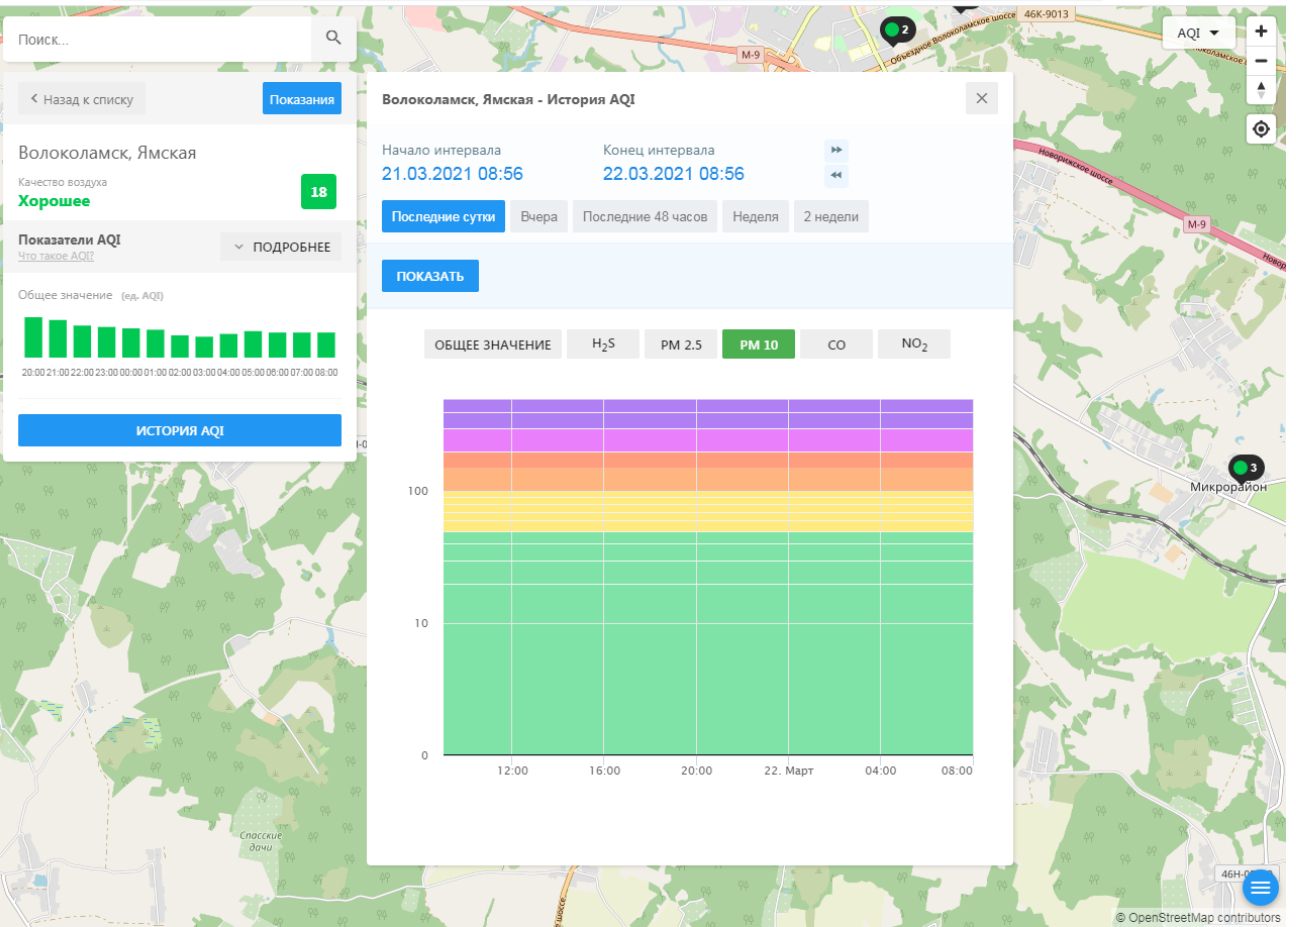 46К-9013
Поиск...
2
Объездное Волоколамское шоссе
AQI
М-9
Назад к списку
Показания
Волоколамск, Ямская - История AQI
Волоколамск, Ямская
Начало интервала
Конец интервала
21.03.2021 08:56
22.03.2021 08:56
Новорижское шоссе
Качество воздуха
Хорошее
18
Последние сутки
Вчера
Последние 48 часов
Неделя
2 недели
М-9
Показатели AQI
Что такое AQI?
ПОДРОБНЕЕ
ПОКАЗАТЬ
Общее значение (ед. AQI)
ОБЩЕЕ ЗНАЧЕНИЕ
H2S
PM 2.5
PM 10
CO
NO2
20:00 21:00 22:00 23:00 00:00 01:00 02:00 03:00 04:00 05:00 06:00 07:00 08:00
ИСТОРИЯ AQI
3
Микрорайон
100
10
0
12:00
16:00
20:00
22. Март
04:00
08:00
Спасские
дачи
© OpenStreetMap contributors